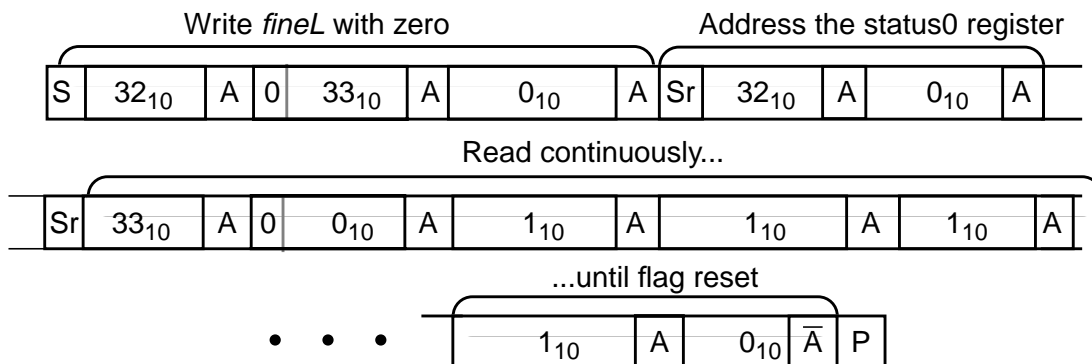 Write fineL with zero Address the status0 register
S 32₁₀ A 0 33₁₀ A 0₁₀ A Sr 32₁₀ A 0₁₀ A
Read continuously...
Sr 33₁₀ A 0 0₁₀ A 1₁₀ A 1₁₀ A 1₁₀ A
...until flag reset
• • • 1₁₀ A 0₁₀ A̅ P